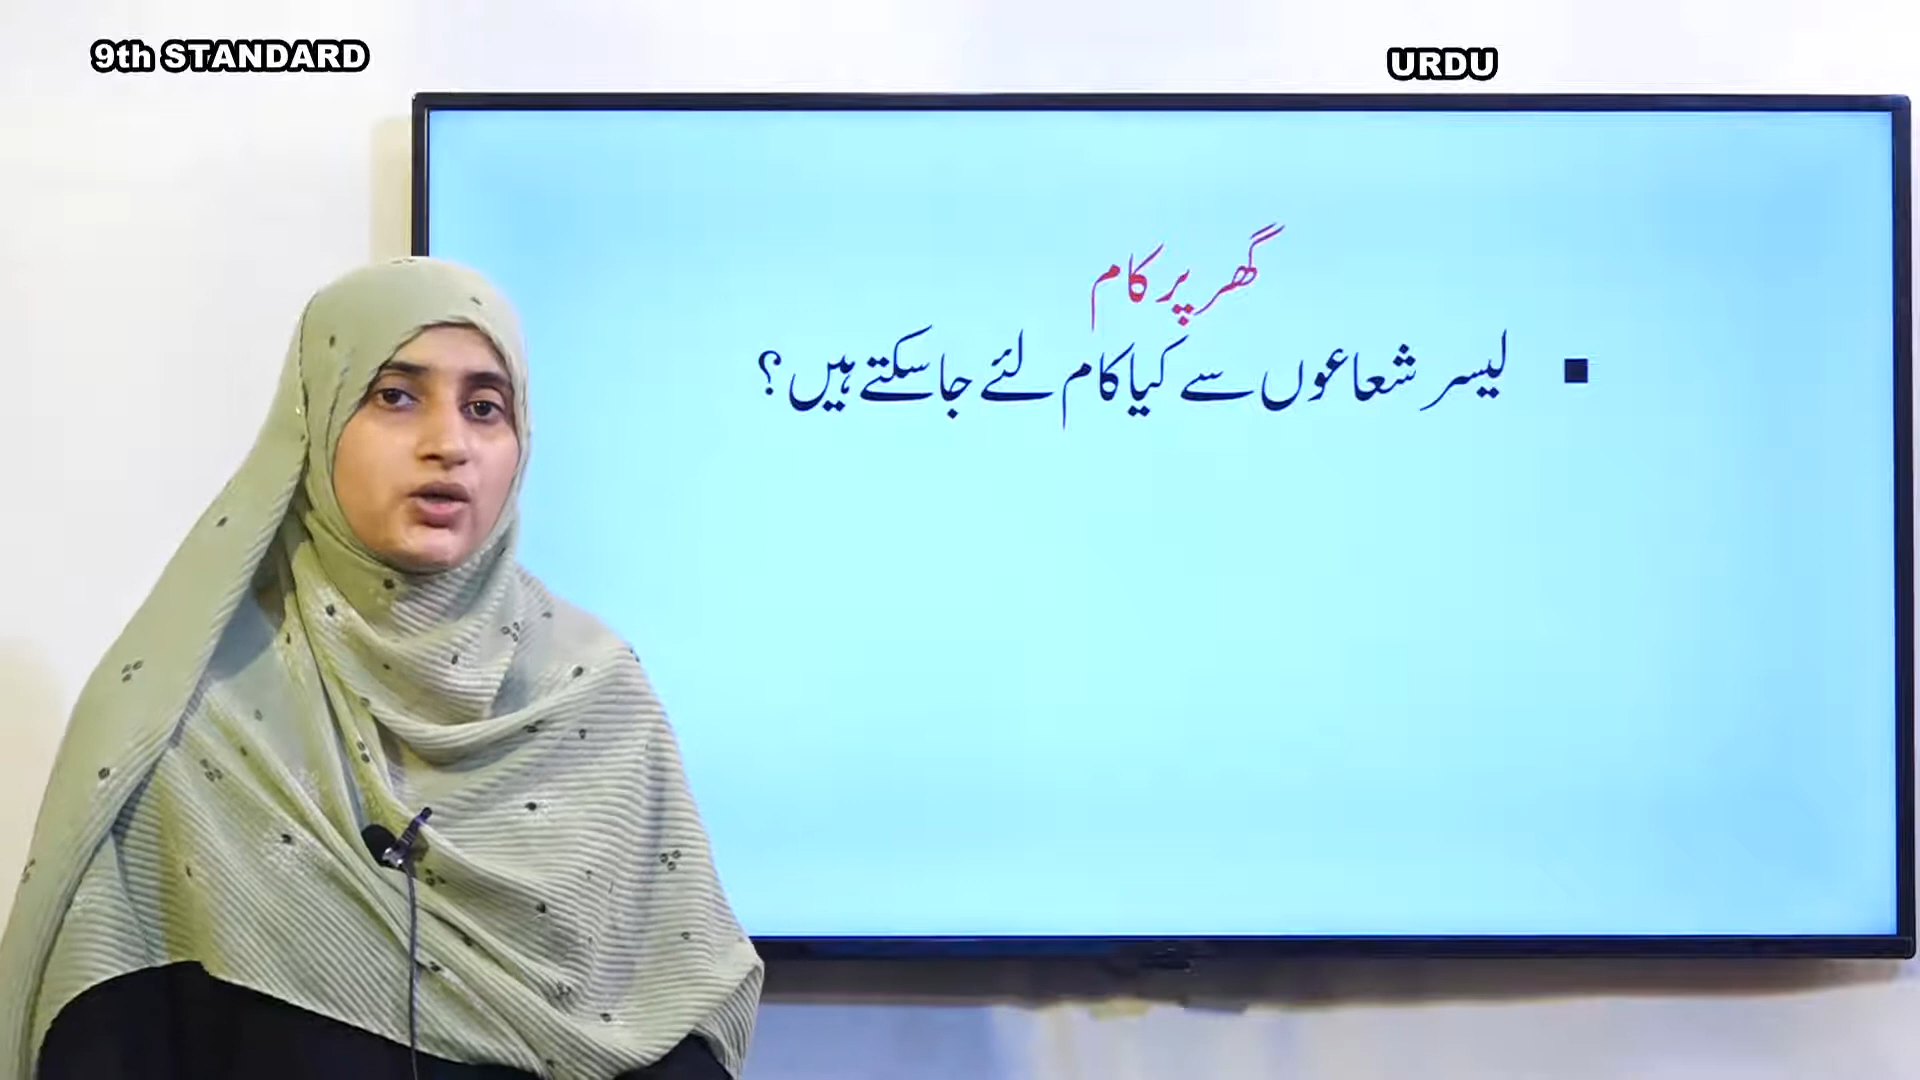 9th STANDARD
URDU
گھر پر کام
▪ لیسر شعاعوں سے کیا کام لئے جاسکتے ہیں؟